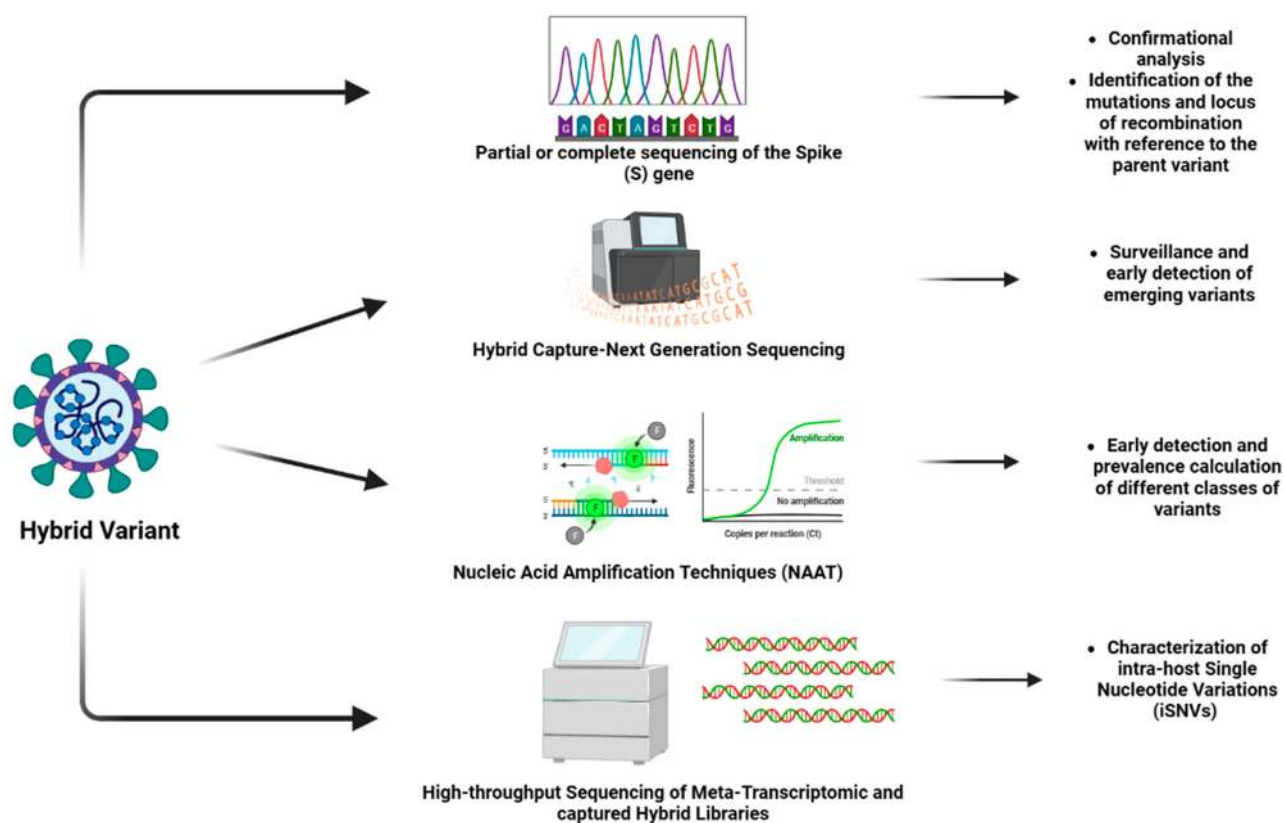 G A C T A G T C T G
Partial or complete sequencing of the Spike
(S) gene
• Confirmational
analysis
• Identification of the
mutations and locus
of recombination
with reference to the
parent variant
Hybrid Capture-Next Generation Sequencing
• Surveillance and
early detection of
emerging variants
Hybrid Variant
F
F
F
F
Fluorescence
Amplification
Threshold
No amplification
Copies per reaction (Ct)
Nucleic Acid Amplification Techniques (NAAT)
• Early detection and
prevalence calculation
of different classes of
variants
High-throughput Sequencing of Meta-Transcriptomic and
captured Hybrid Libraries
• Characterization of
intra-host Single
Nucleotide Variations
(iSNVs)